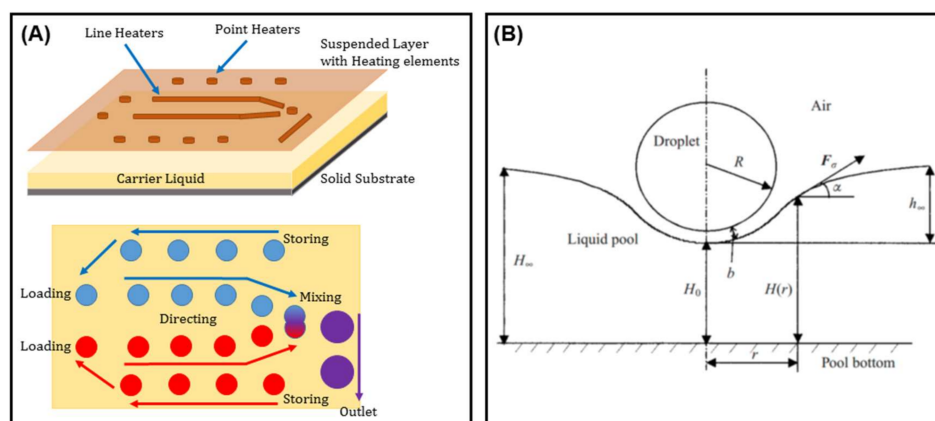 (A)
Line Heaters
Point Heaters
Suspended Layer
with Heating elements
Carrier Liquid
Solid Substrate
Storing
Loading
Mixing
Directing
Loading
Storing
Outlet
(B)
Air
Droplet
R
Fσ
α
h∞
Liquid pool
b
H∞
H0
H(r)
r
Pool bottom